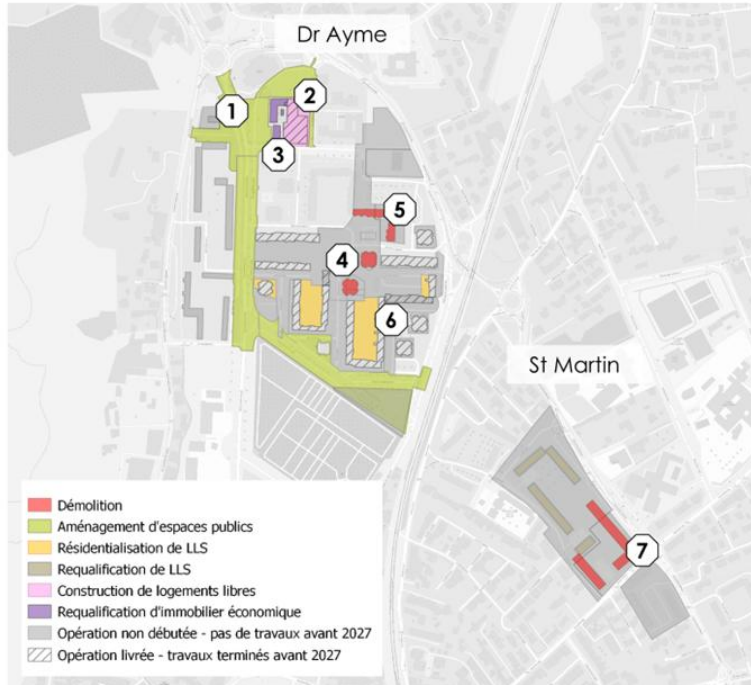 Dr Ayme
1
2
3
5
4
6
St Martin
7
Démolition
Aménagement d'espaces publics
Résidentialisation de LLS
Requalification de LLS
Construction de logements libres
Requalification d'immobilier économique
Opération non débutée - pas de travaux avant 2027
Opération livrée - travaux terminés avant 2027